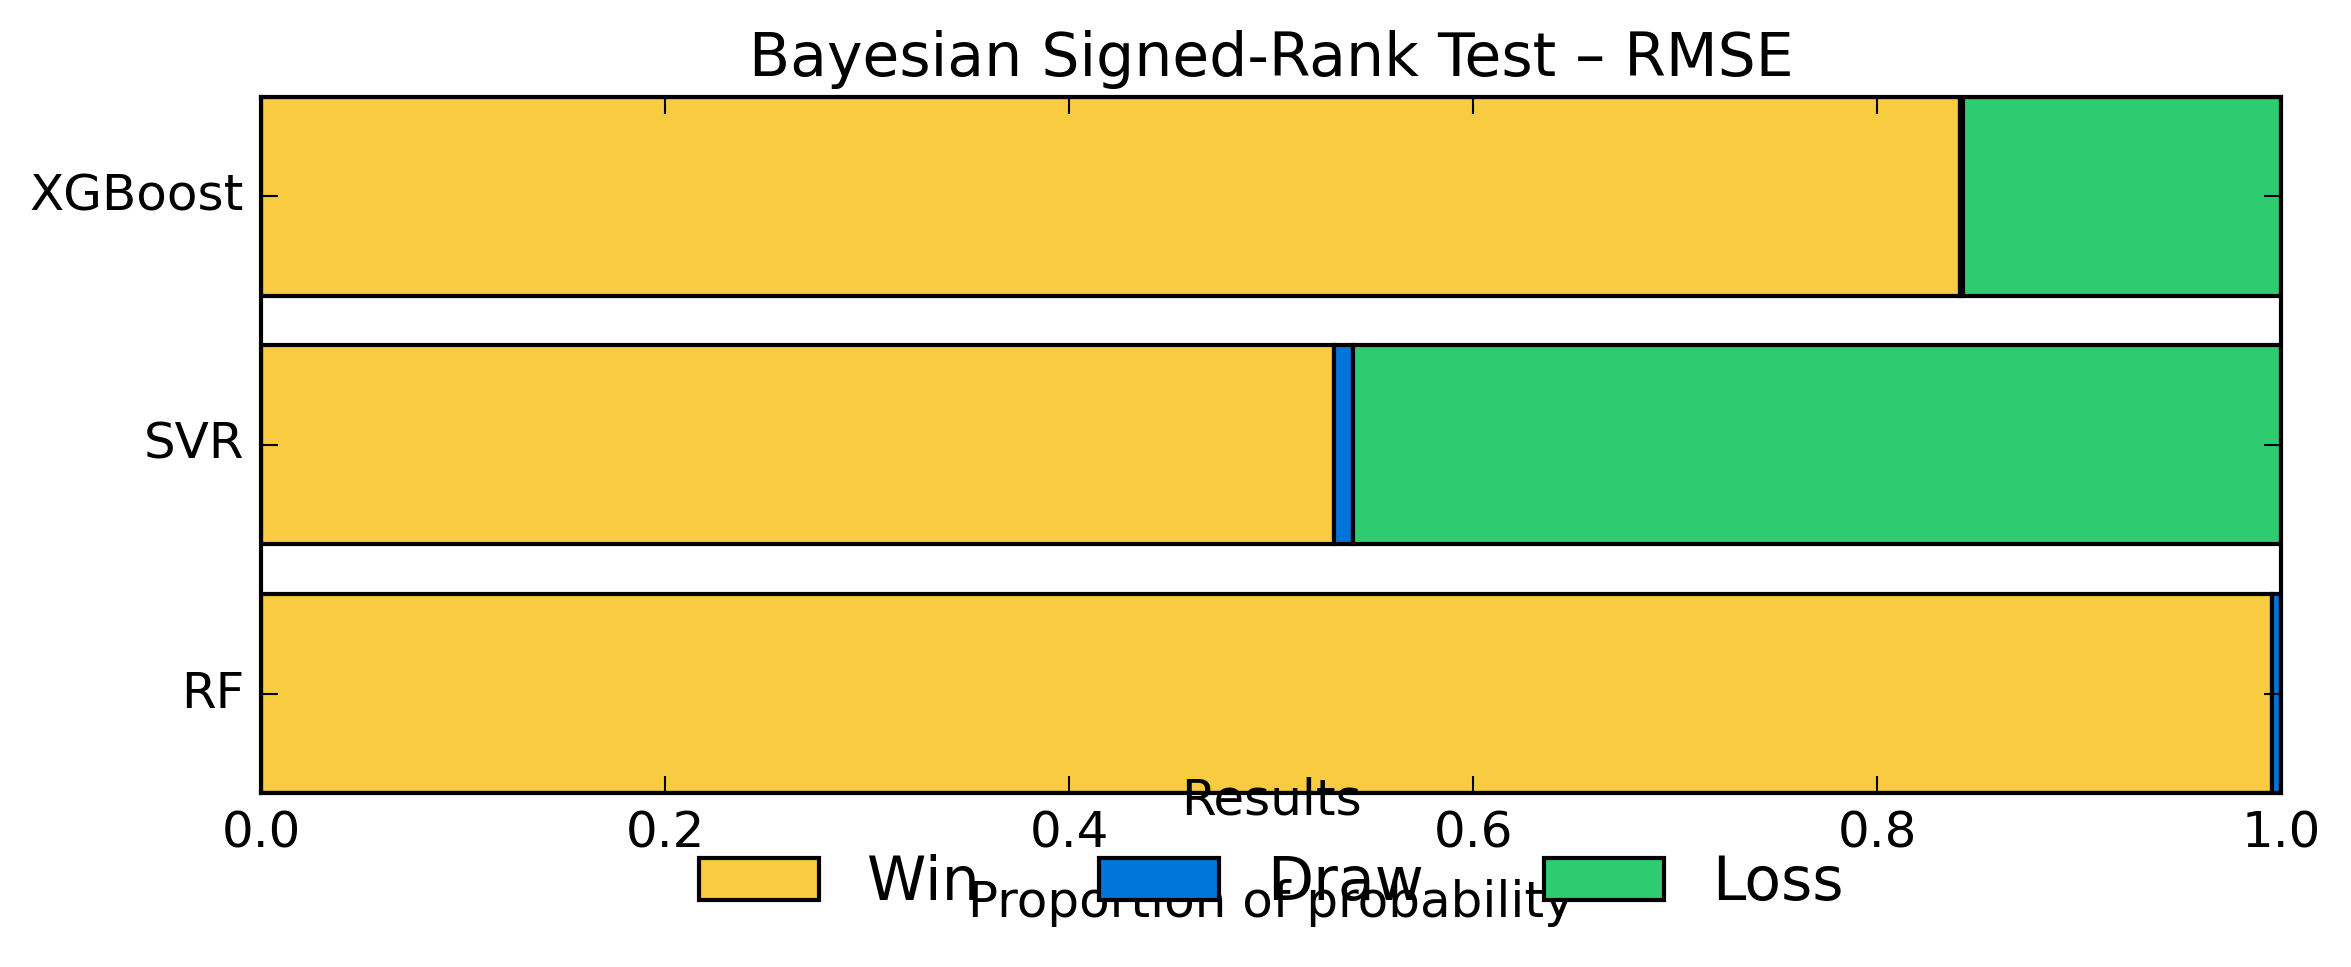 Bayesian Signed-Rank Test – RMSE
XGBoost
SVR
RF
Results
0.0 0.2 0.4 0.6 0.8 1.0
Win Draw Loss
Proportion of probability